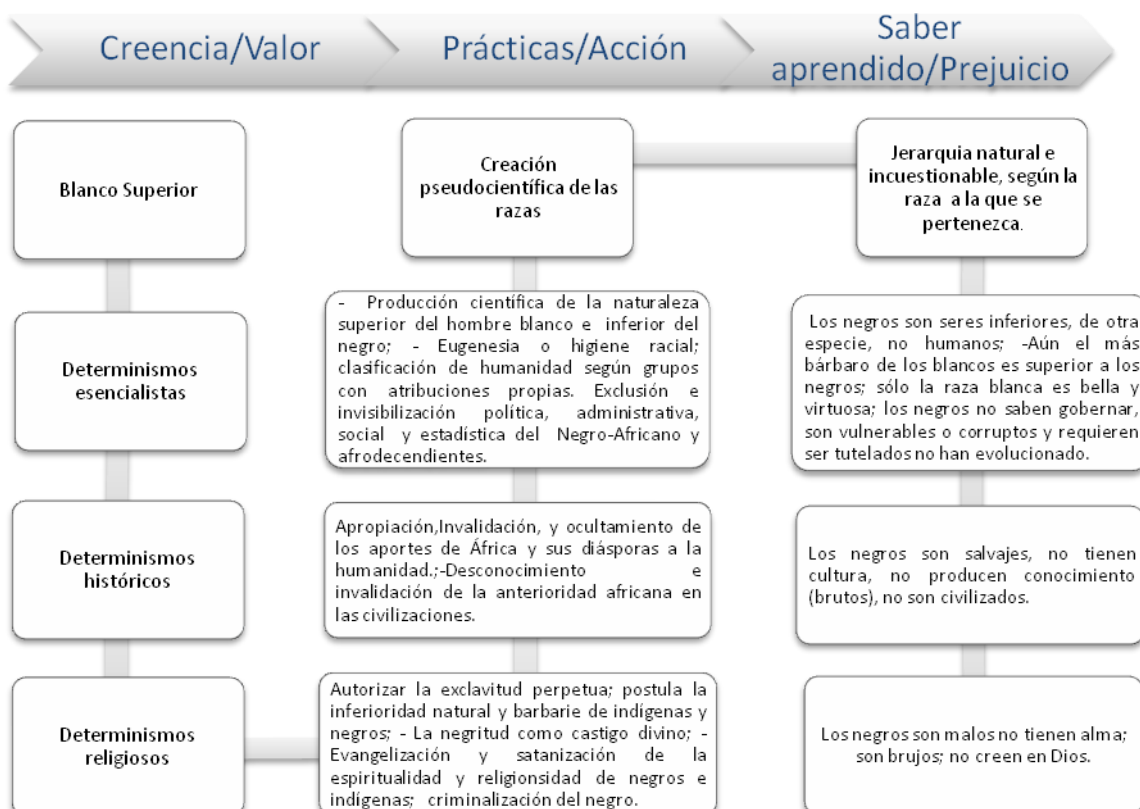 Creencia/Valor
Prácticas/Acción
Saber
aprendido/Prejuicio
Blanco Superior
Creación
pseudocientífica de las
razas
Jerarquia natural e
incuestionable, según la
raza a la que se
pertenezca.
Determinismos
esencialistas
- Producción científica de la naturaleza
superior del hombre blanco e inferior del
negro; - Eugenesia o higiene racial;
clasificación de humanidad según grupos
con atribuciones propias. Exclusión e
invisibilización política, administrativa,
social y estadística del Negro-Africano y
afrodecendientes.
Los negros son seres inferiores, de otra
especie, no humanos; -Aún el más
bárbaro de los blancos es superior a los
negros; sólo la raza blanca es bella y
virtuosa; los negros no saben gobernar,
son vulnerables o corruptos y requieren
ser tutelados no han evolucionado.
Determinismos
históricos
Apropiación,Invalidación, y ocultamiento de
los aportes de África y sus diásporas a la
humanidad.;-Desconocimiento e
invalidación de la anterioridad africana en
las civilizaciones.
Los negros son salvajes, no tienen
cultura, no producen conocimiento
(brutos), no son civilizados.
Determinismos
religiosos
Autorizar la exclavitud perpetua; postula la
inferioridad natural y barbarie de indígenas y
negros; - La negritud como castigo divino; -
Evangelización y satanización de la
espiritualidad y religionsidad de negros e
indígenas; criminalización del negro.
Los negros son malos no tienen alma;
son brujos; no creen en Dios.